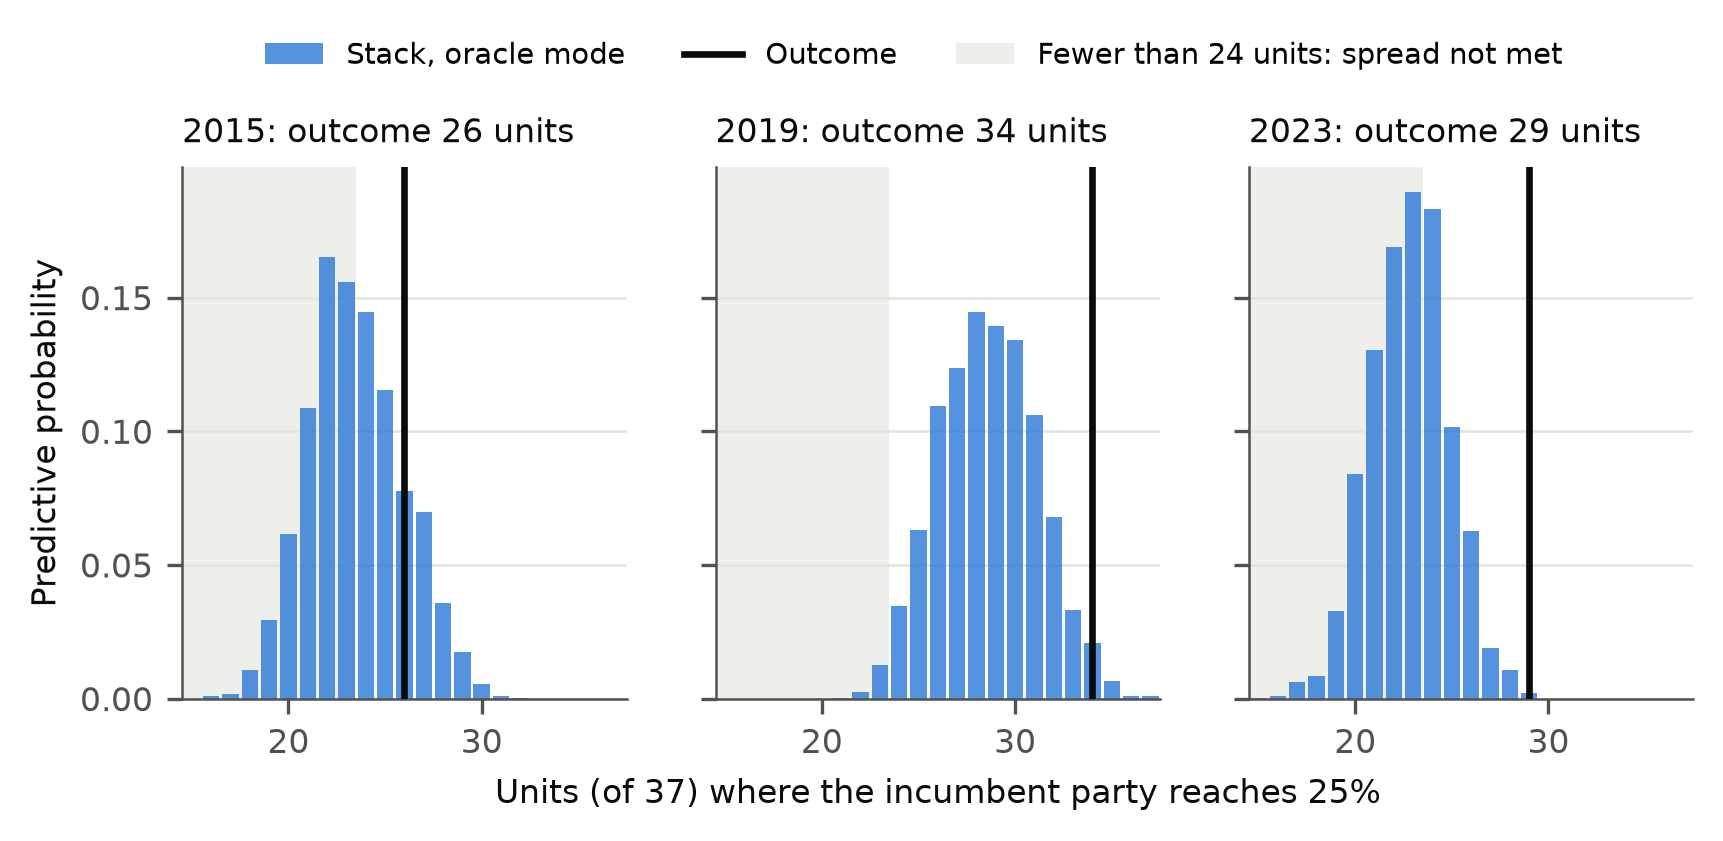 Stack, oracle mode Outcome Fewer than 24 units: spread not met
2015: outcome 26 units 2019: outcome 34 units 2023: outcome 29 units
Predictive probability
0.15
0.10
0.05
0.00
20 30 20 30 20 30
Units (of 37) where the incumbent party reaches 25%